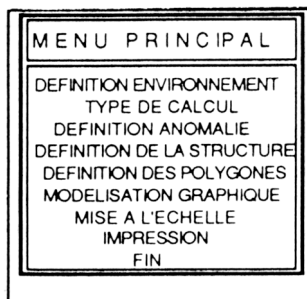 MENU PRINCIPAL
DEFINITION ENVIRONNEMENT
TYPE DE CALCUL
DEFINITION ANOMALIE
DEFINITION DE LA STRUCTURE
DEFINITION DES POLYGONES
MODELISATION GRAPHIQUE
MISE A L'ECHELLE
IMPRESSION
FIN